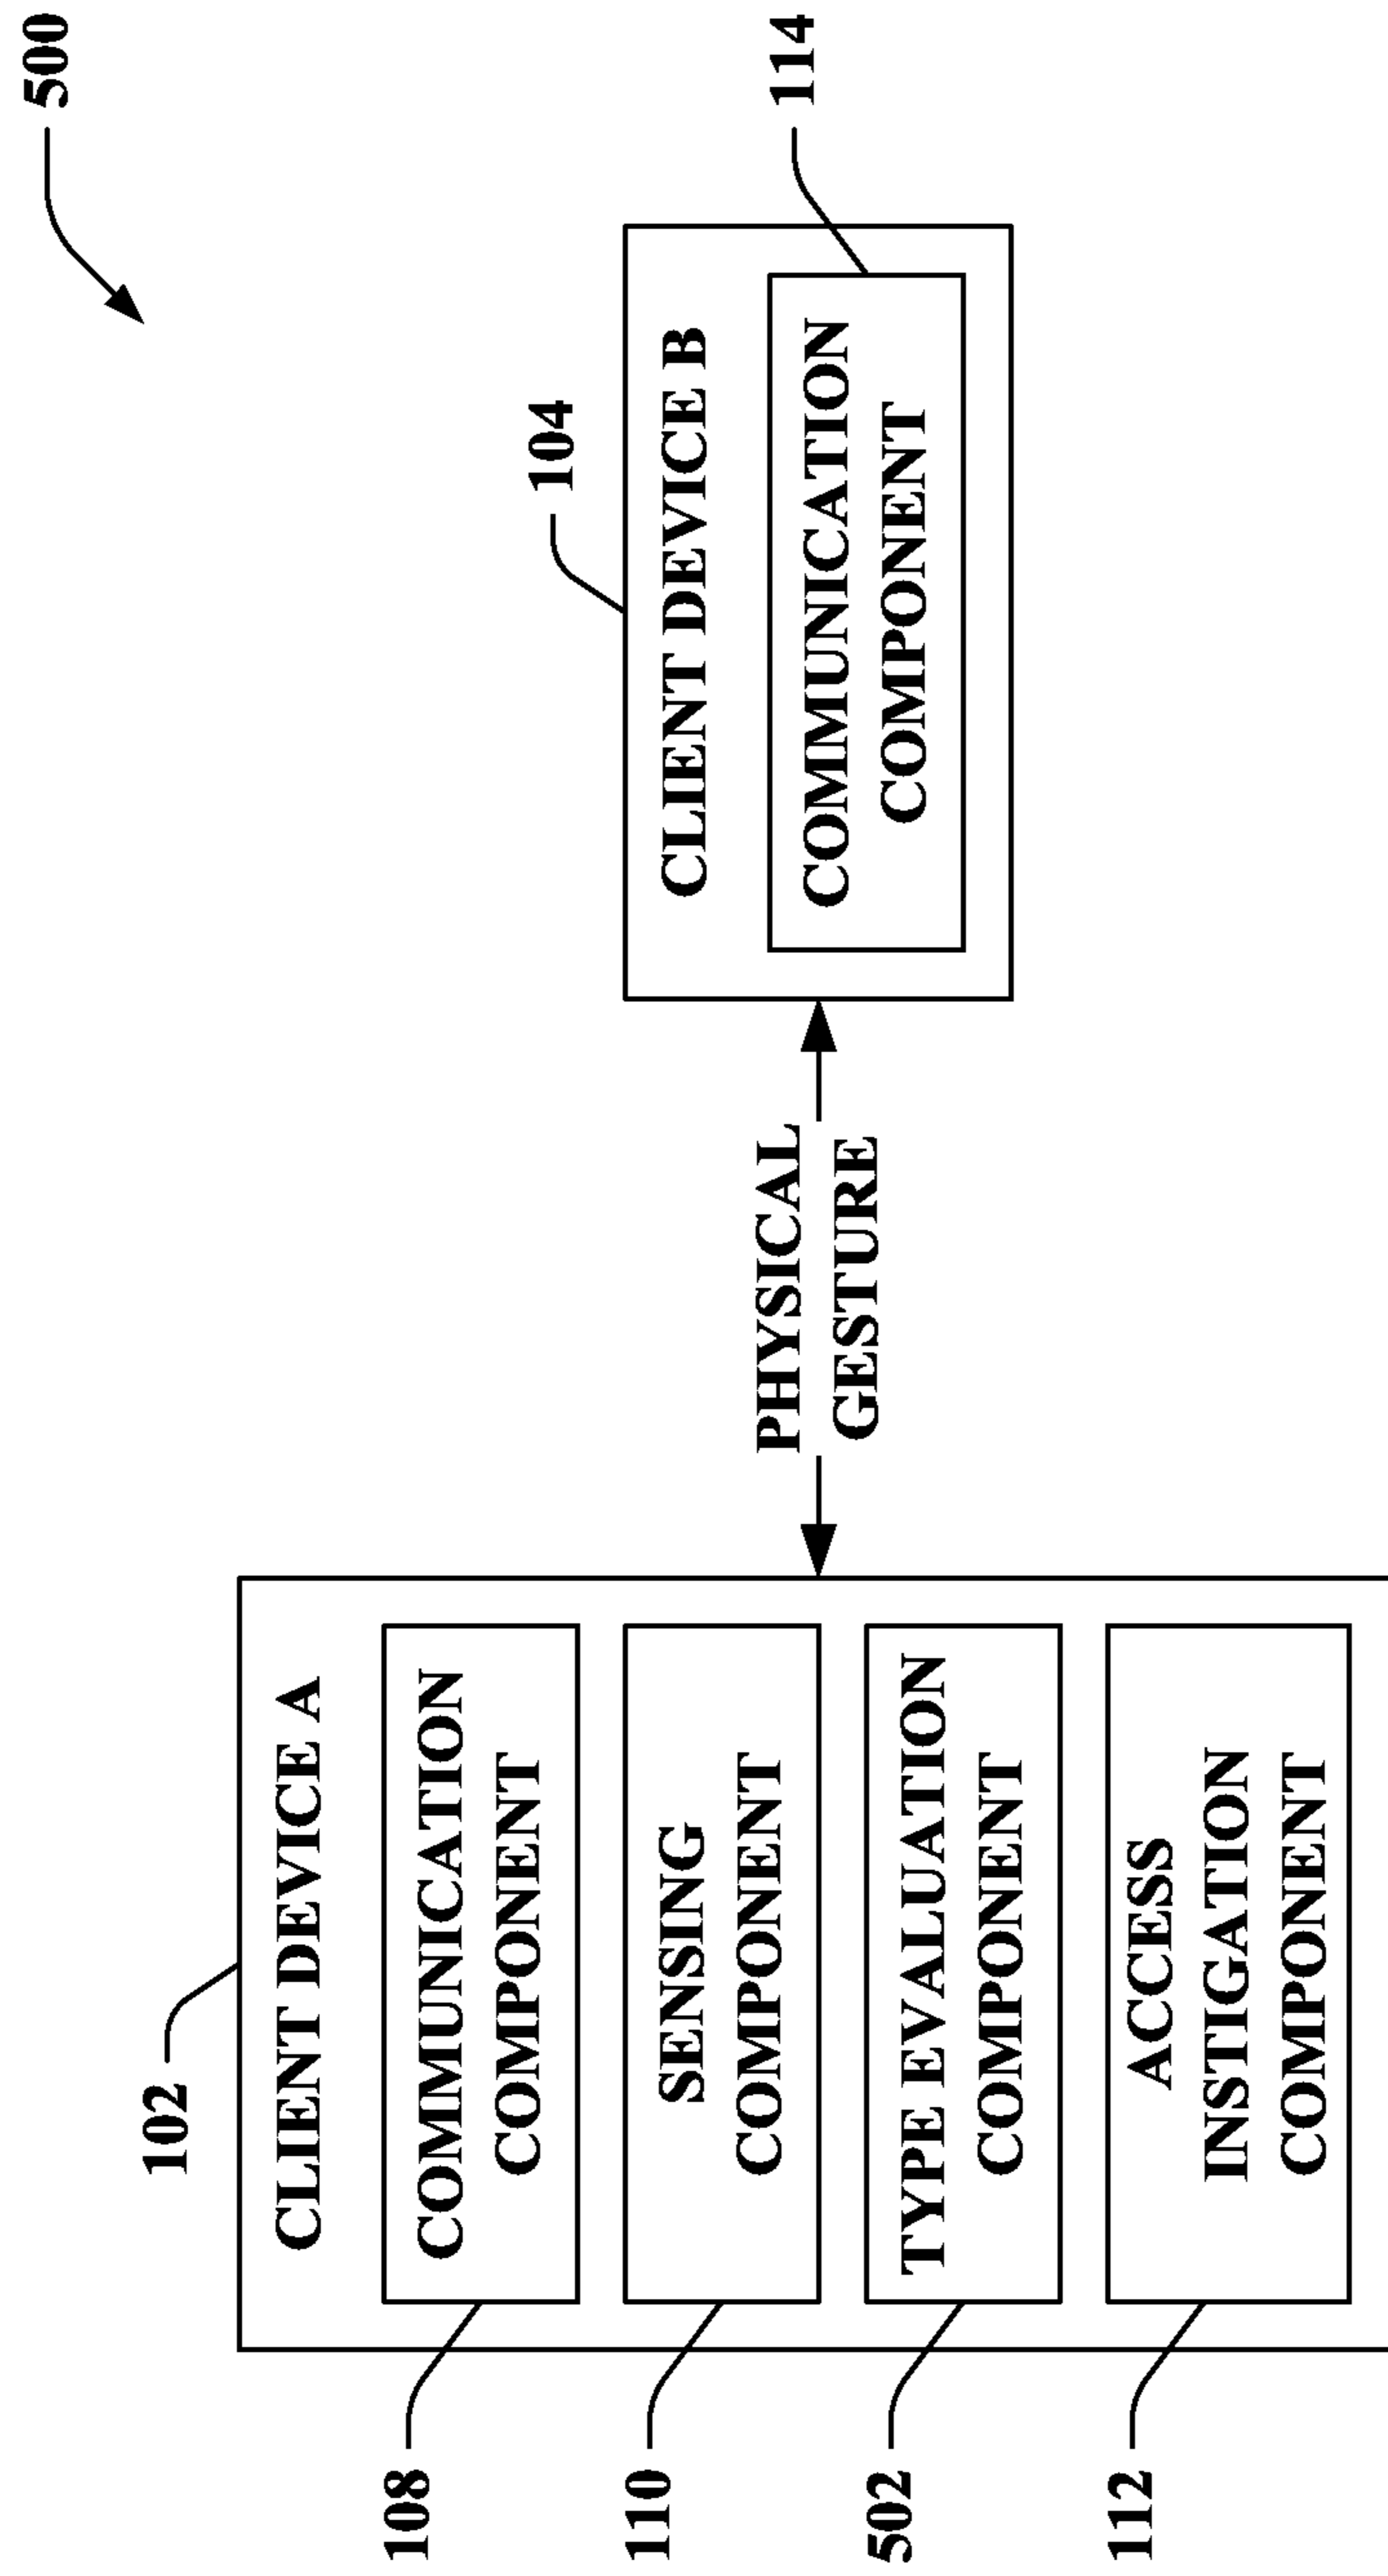 500
102
CLIENT DEVICE A
108
COMMUNICATION
COMPONENT
110
SENSING
COMPONENT
502
TYPE EVALUATION
COMPONENT
112
ACCESS
INSTIGATION
COMPONENT
PHYSICAL
GESTURE
104
CLIENT DEVICE B
114
COMMUNICATION
COMPONENT